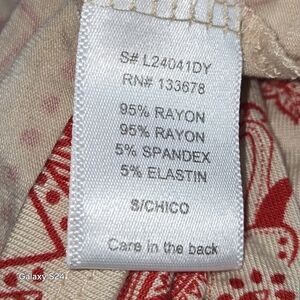 S# L24041DY
RN# 133678
95% RAYON
95% RAYON
5% SPANDEX
5% ELASTIN
S/CHICO
Care in the back
Galaxy S24